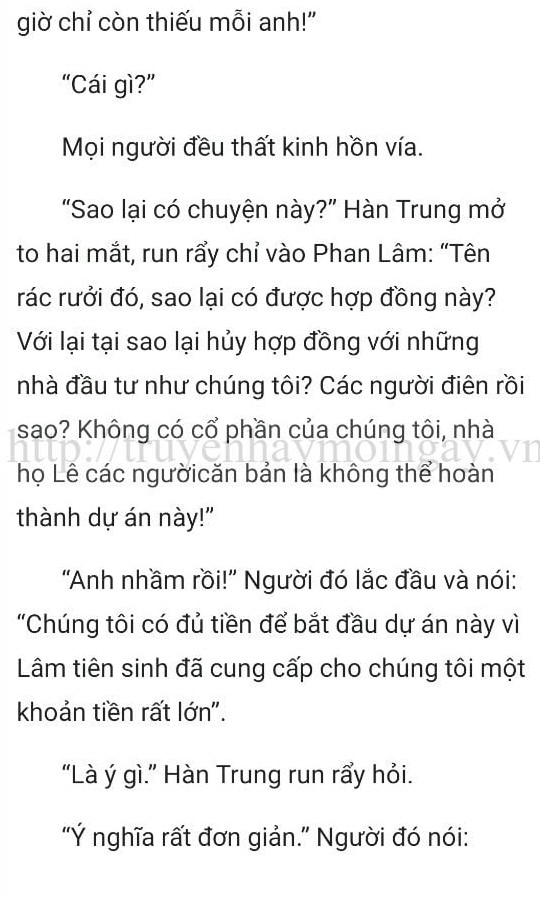 giờ chỉ còn thiếu mỗi anh!”
“Cái gì?”
Mọi người đều thất kinh hồn vía.
“Sao lại có chuyện này?” Hàn Trung mở
to hai mắt, run rẩy chỉ vào Phan Lâm: “Tên
rác rưởi đó, sao lại có được hợp đồng này?
Với lại tại sao lại hủy hợp đồng với những
nhà đầu tư như chúng tôi? Các người điên rồi
sao? Không có cổ phần của chúng tôi, nhà
http://truyenhaymoingay.vn
họ Lê các ngườicăn bản là không thể hoàn
thành dự án này!”
“Anh nhầm rồi!” Người đó lắc đầu và nói:
“Chúng tôi có đủ tiền để bắt đầu dự án này vì
Lâm tiên sinh đã cung cấp cho chúng tôi một
khoản tiền rất lớn”.
“Là ý gì.” Hàn Trung run rẩy hỏi.
“Ý nghĩa rất đơn giản.” Người đó nói: